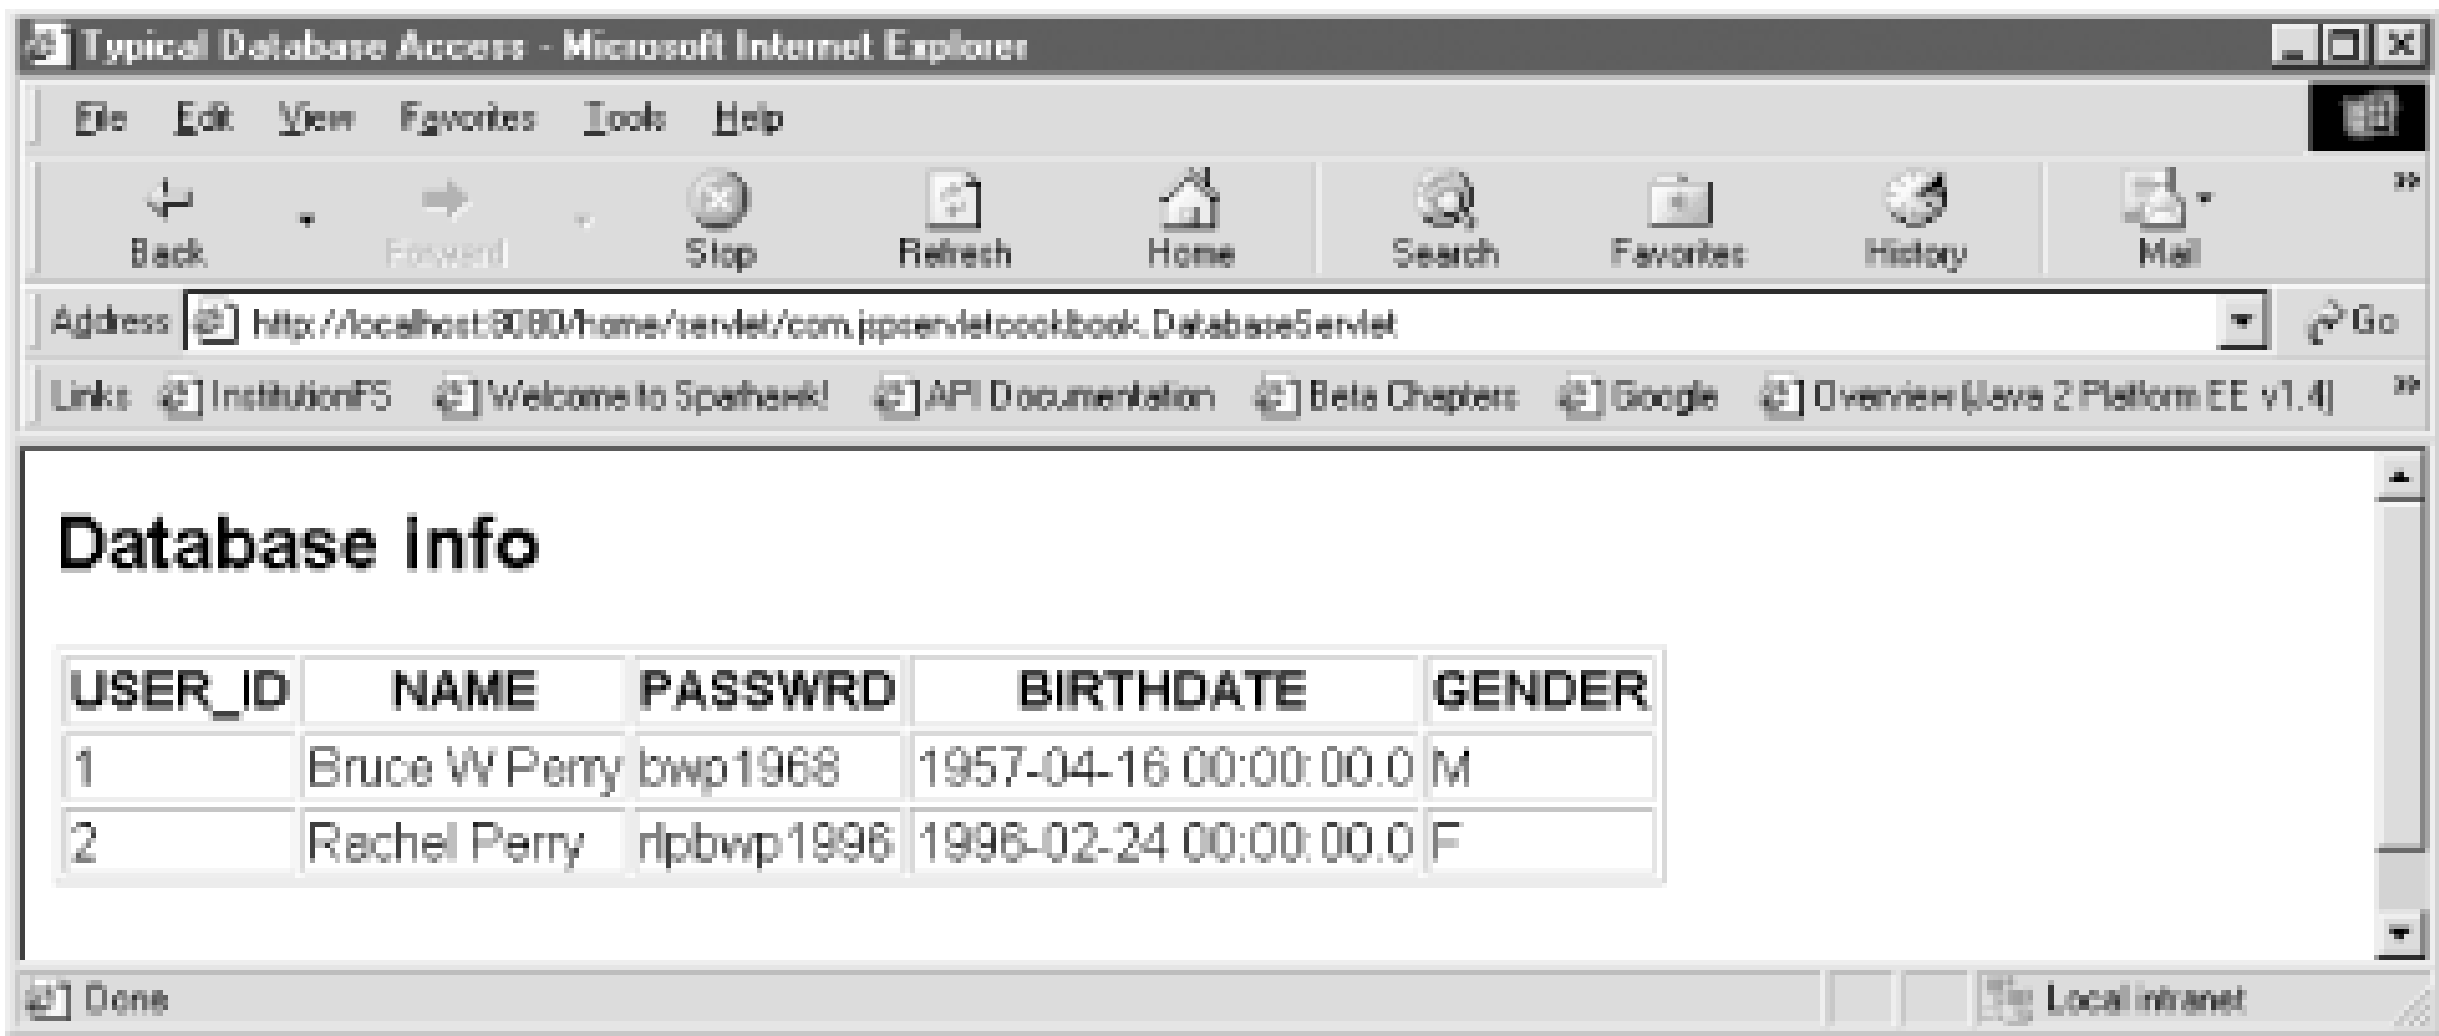 Typical Database Access - Microsoft Internet Explorer
File Edit View Favorites Tools Help
Back Forward Stop Refresh Home Search Favorites History Mail »
Address http://localhost:8080/home/servlet/com.jspservletcookbook.DatabaseServlet Go
Links InstitutionFS Welcome to Sparhawk! API Documentation Beta Chapters Google Overview (Java 2 Platform EE v1.4) »
Database info
USER_ID NAME PASSWRD BIRTHDATE GENDER
1 Bruce W Perry bwp1968 1957-04-16 00:00:00.0 M
2 Rachel Perry rlpbwp1996 1996-02-24 00:00:00.0 F
Done Local intranet